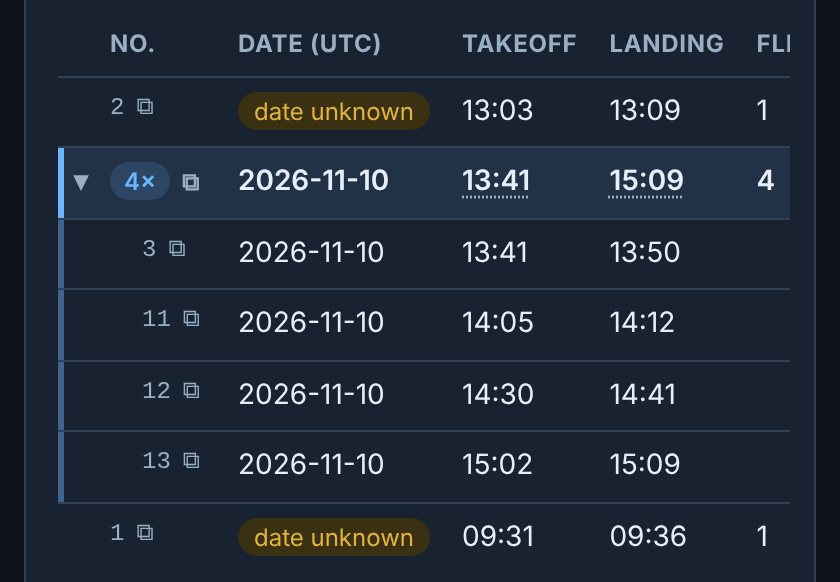 NO. DATE (UTC) TAKEOFF LANDING FLI
2 date unknown 13:03 13:09 1
▼ 4× 2026-11-10 13:41 15:09 4
3 2026-11-10 13:41 13:50
11 2026-11-10 14:05 14:12
12 2026-11-10 14:30 14:41
13 2026-11-10 15:02 15:09
1 date unknown 09:31 09:36 1